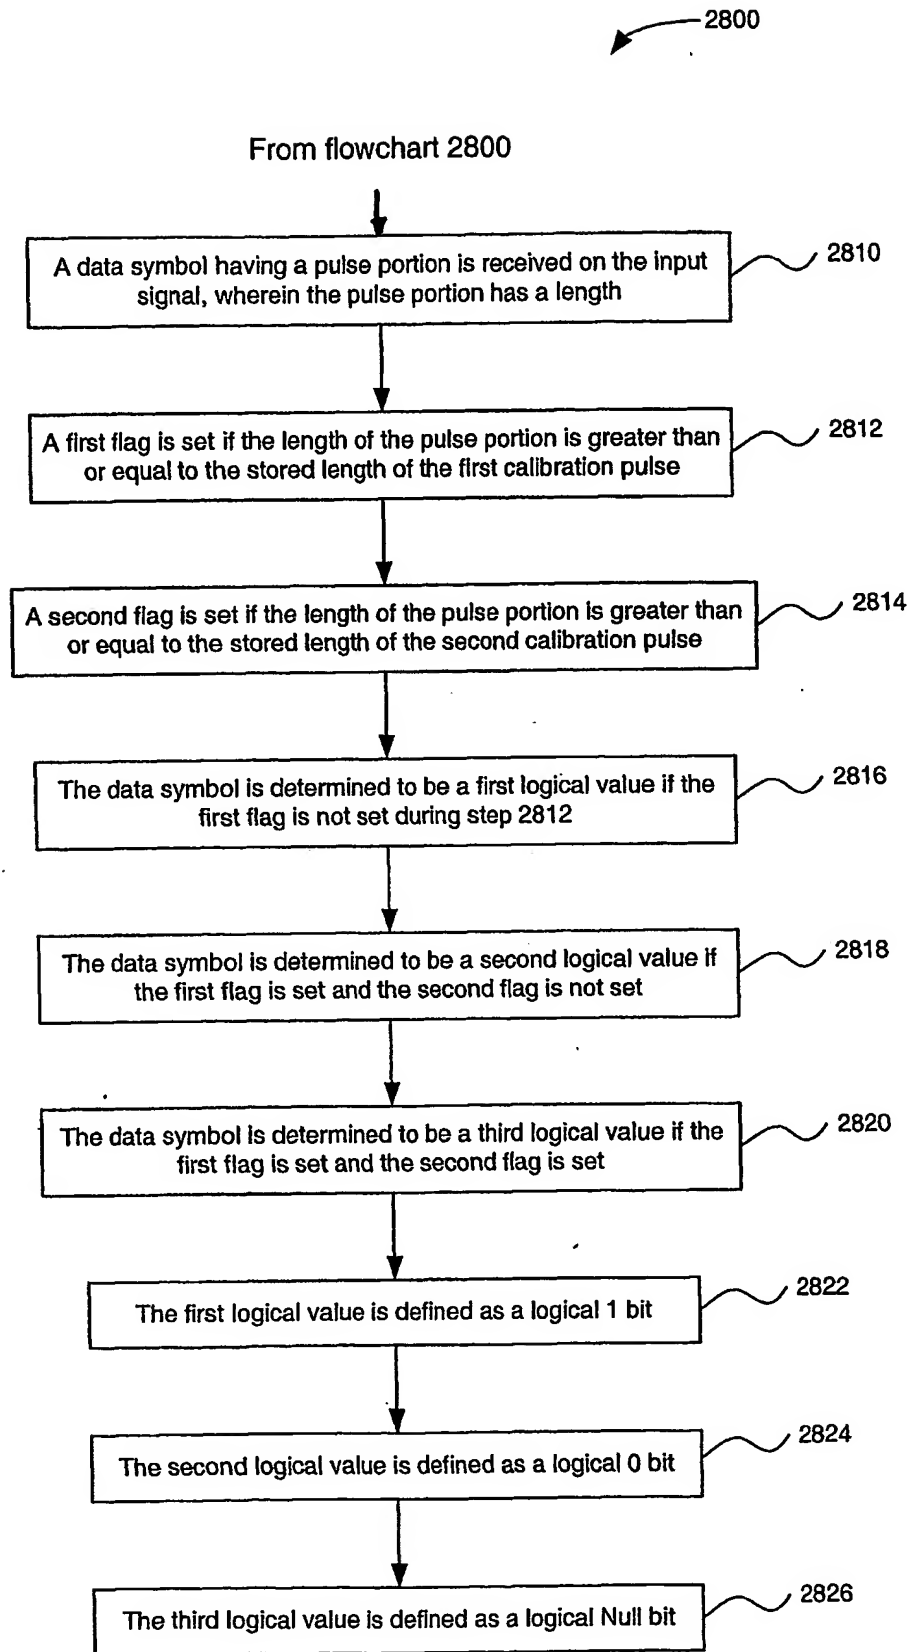 2800
From flowchart 2800
A data symbol having a pulse portion is received on the input
signal, wherein the pulse portion has a length
2810
A first flag is set if the length of the pulse portion is greater than
or equal to the stored length of the first calibration pulse
2812
A second flag is set if the length of the pulse portion is greater than
or equal to the stored length of the second calibration pulse
2814
The data symbol is determined to be a first logical value if the
first flag is not set during step 2812
2816
The data symbol is determined to be a second logical value if
the first flag is set and the second flag is not set
2818
The data symbol is determined to be a third logical value if the
first flag is set and the second flag is set
2820
The first logical value is defined as a logical 1 bit
2822
The second logical value is defined as a logical 0 bit
2824
The third logical value is defined as a logical Null bit
2826